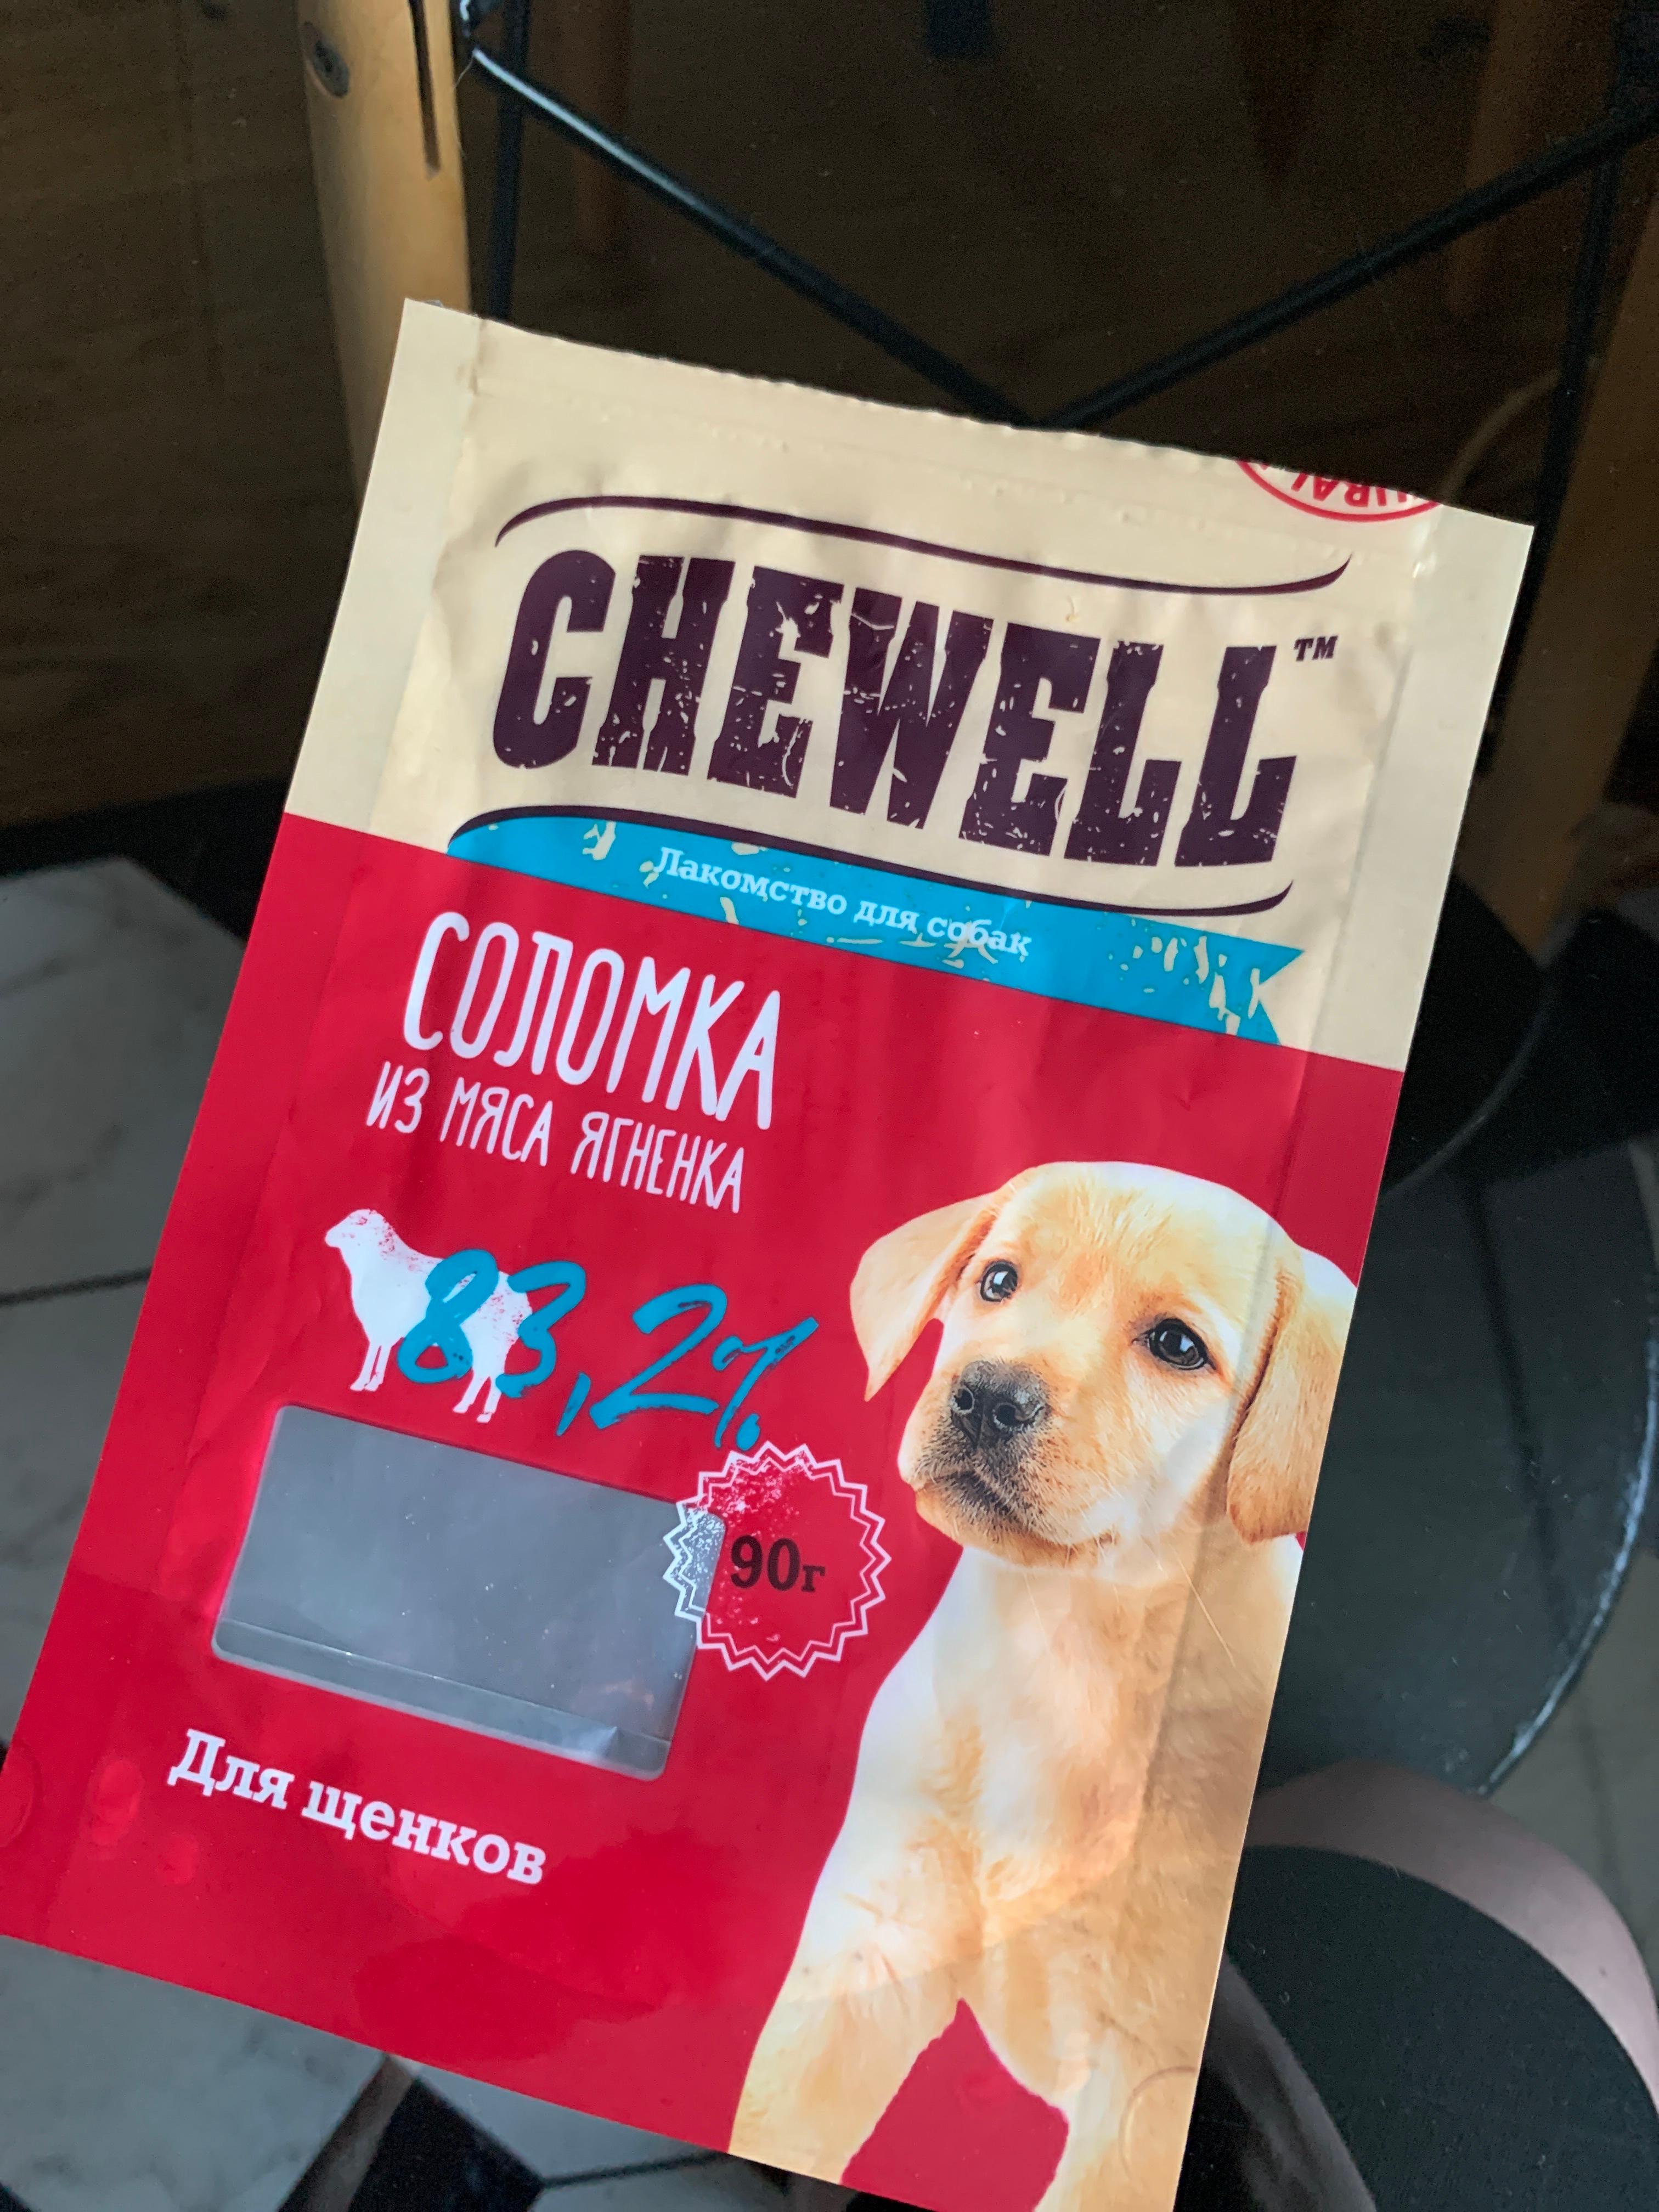 CHEWELL™
Лакомство для собак
СОЛОМКА
ИЗ МЯСА ЯГНЕНКА
83,2%
90г
Для щенков